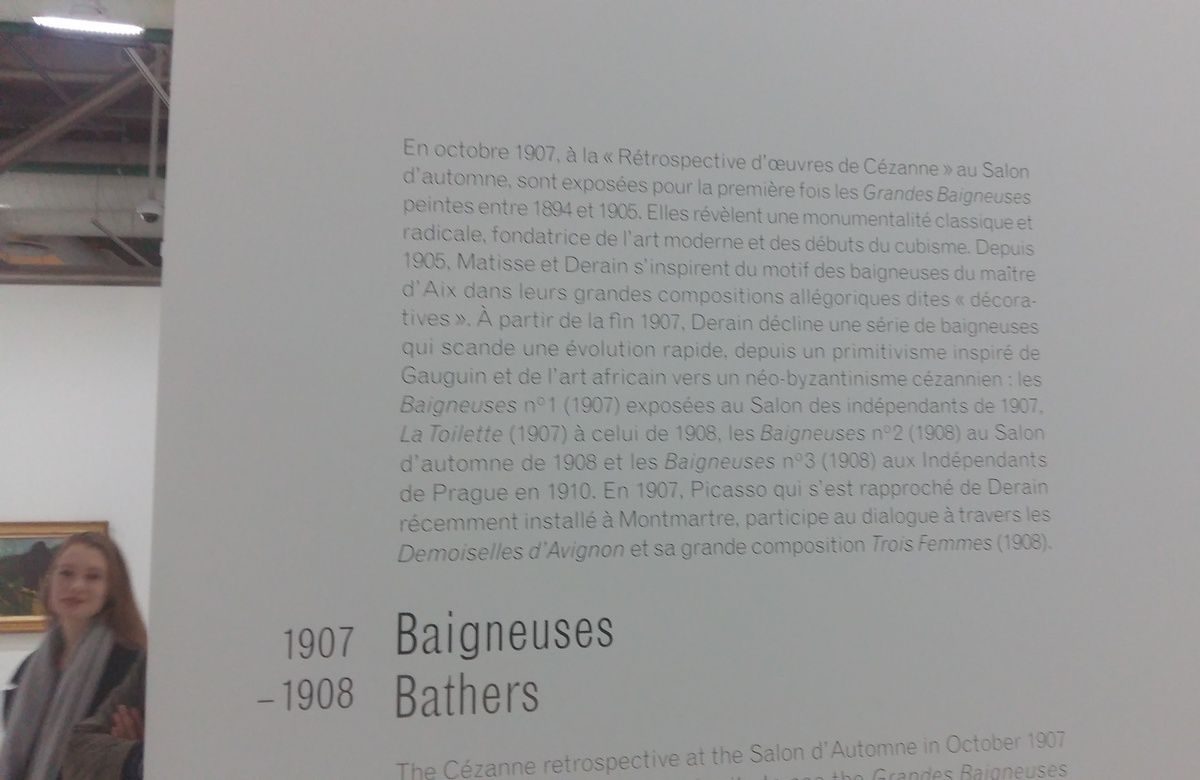 En octobre 1907, à la « Rétrospective d'œuvres de Cézanne » au Salon
d'automne, sont exposées pour la première fois les Grandes Baigneuses
peintes entre 1894 et 1905. Elles révèlent une monumentalité classique et
radicale, fondatrice de l'art moderne et des débuts du cubisme. Depuis
1905, Matisse et Derain s'inspirent du motif des baigneuses du maître
d'Aix dans leurs grandes compositions allégoriques dites « décora-
tives ». À partir de la fin 1907, Derain décline une série de baigneuses
qui scande une évolution rapide, depuis un primitivisme inspiré de
Gauguin et de l'art africain vers un néo-byzantinisme cézannien : les
Baigneuses nº1 (1907) exposées au Salon des indépendants de 1907,
La Toilette (1907) à celui de 1908, les Baigneuses nº2 (1908) au Salon
d'automne de 1908 et les Baigneuses nº3 (1908) aux Indépendants
de Prague en 1910. En 1907, Picasso qui s'est rapproché de Derain
récemment installé à Montmartre, participe au dialogue à travers les
Demoiselles d'Avignon et sa grande composition Trois Femmes (1908).
1907 Baigneuses
– 1908 Bathers
The Cézanne retrospective at the Salon d'Automne in October 1907
the Grandes Baigneuses